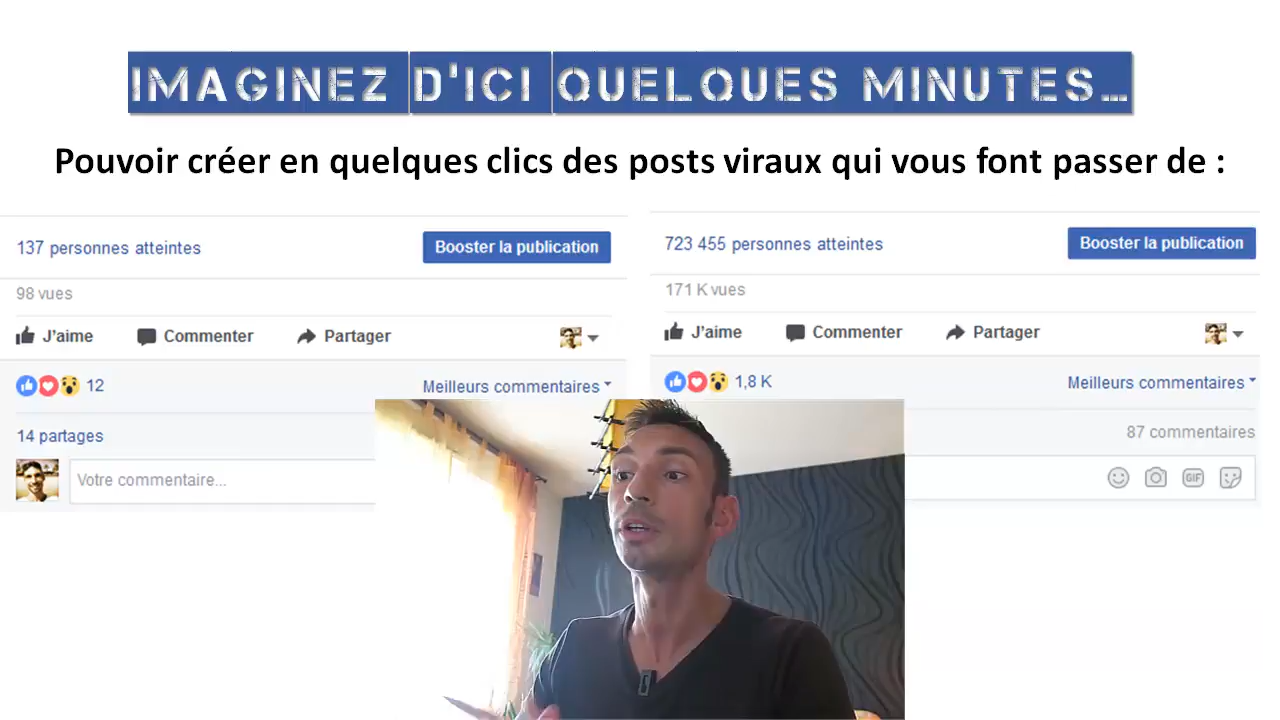 IMAGINEZ D'ICI QUELQUES MINUTES...
Pouvoir créer en quelques clics des posts viraux qui vous font passer de :
137 personnes atteintes
Booster la publication
98 vues
J'aime
Commenter
Partager
12
Meilleurs commentaires
14 partages
Votre commentaire...
723 455 personnes atteintes
Booster la publication
171 K vues
J'aime
Commenter
Partager
1,8 K
Meilleurs commentaires
87 commentaires
GIF